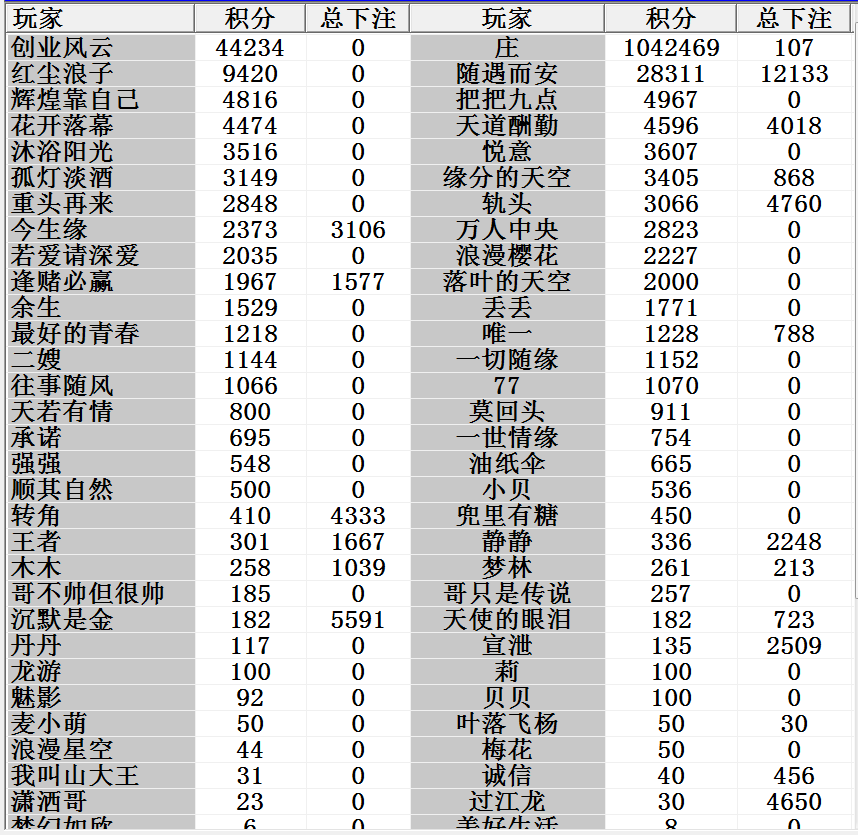 玩家 积分 总下注 玩家 积分 总下注
创业风云 44234 0 庄 1042469 107
红尘浪子 9420 0 随遇而安 28311 12133
辉煌靠自己 4816 0 把把九点 4967 0
花开落幕 4474 0 天道酬勤 4596 4018
沐浴阳光 3516 0 悦意 3607 0
孤灯淡酒 3149 0 缘分的天空 3405 868
重头再来 2848 0 轨头 3066 4760
今生缘 2373 3106 万人中央 2823 0
若爱请深爱 2035 0 浪漫樱花 2227 0
逢赌必赢 1967 1577 落叶的天空 2000 0
余生 1529 0 丢丢 1771 0
最好的青春 1218 0 唯一 1228 788
二嫂 1144 0 一切随缘 1152 0
往事随风 1066 0 77 1070 0
天若有情 800 0 莫回头 911 0
承诺 695 0 一世情缘 754 0
强强 548 0 油纸伞 665 0
顺其自然 500 0 小贝 536 0
转角 410 4333 兜里有糖 450 0
王者 301 1667 静静 336 2248
木木 258 1039 梦林 261 213
哥不帅但很帅 185 0 哥只是传说 257 0
沉默是金 182 5591 天使的眼泪 182 723
丹丹 117 0 宣泄 135 2509
龙游 100 0 莉 100 0
魅影 92 0 贝贝 100 0
麦小萌 50 0 叶落飞杨 50 30
浪漫星空 44 0 梅花 50 0
我叫山大王 31 0 诚信 40 456
潇洒哥 23 0 过江龙 30 4650
梦幻如欣 6 0 美好生活 8 0